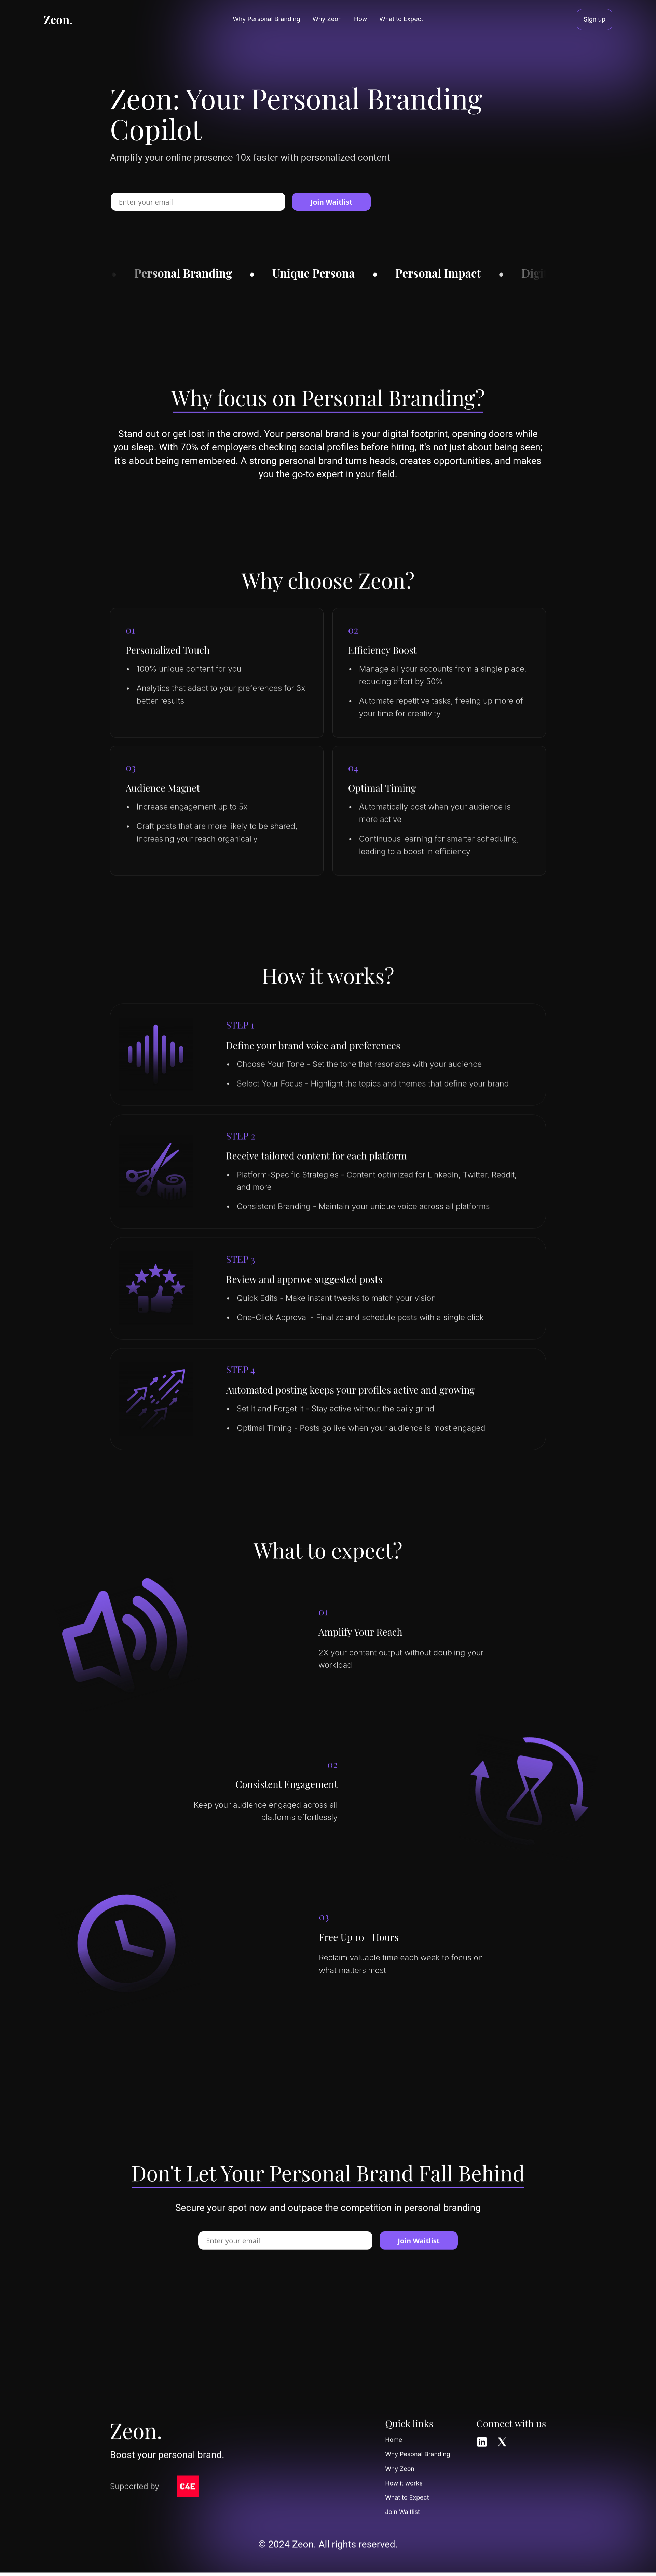 Zeon.
Why Personal Branding
Why Zeon
How
What to Expect
Sign up
Zeon: Your Personal Branding
Copilot
Amplify your online presence 10x faster with personalized content
Enter your email
Join Waitlist
Personal Branding
Unique Persona
Personal Impact
Digi
Why focus on Personal Branding?
Stand out or get lost in the crowd. Your personal brand is your digital footprint, opening doors while
you sleep. With 70% of employers checking social profiles before hiring, it's not just about being seen;
it's about being remembered. A strong personal brand turns heads, creates opportunities, and makes
you the go-to expert in your field.
Why choose Zeon?
01
Personalized Touch
• 100% unique content for you
• Analytics that adapt to your preferences for 3x
better results
02
Efficiency Boost
• Manage all your accounts from a single place,
reducing effort by 50%
• Automate repetitive tasks, freeing up more of
your time for creativity
03
Audience Magnet
• Increase engagement up to 5x
• Craft posts that are more likely to be shared,
increasing your reach organically
04
Optimal Timing
• Automatically post when your audience is
more active
• Continuous learning for smarter scheduling,
leading to a boost in efficiency
How it works?
STEP 1
Define your brand voice and preferences
• Choose Your Tone - Set the tone that resonates with your audience
• Select Your Focus - Highlight the topics and themes that define your brand
STEP 2
Receive tailored content for each platform
• Platform-Specific Strategies - Content optimized for LinkedIn, Twitter, Reddit,
and more
• Consistent Branding - Maintain your unique voice across all platforms
STEP 3
Review and approve suggested posts
• Quick Edits - Make instant tweaks to match your vision
• One-Click Approval - Finalize and schedule posts with a single click
STEP 4
Automated posting keeps your profiles active and growing
• Set It and Forget It - Stay active without the daily grind
• Optimal Timing - Posts go live when your audience is most engaged
What to expect?
01
Amplify Your Reach
2X your content output without doubling your
workload
02
Consistent Engagement
Keep your audience engaged across all
platforms effortlessly
03
Free Up 10+ Hours
Reclaim valuable time each week to focus on
what matters most
Don't Let Your Personal Brand Fall Behind
Secure your spot now and outpace the competition in personal branding
Enter your email
Join Waitlist
Zeon.
Boost your personal brand.
Supported by
C4E
Quick links
Home
Why Pesonal Branding
Why Zeon
How it works
What to Expect
Join Waitlist
Connect with us
in
X
© 2024 Zeon. All rights reserved.